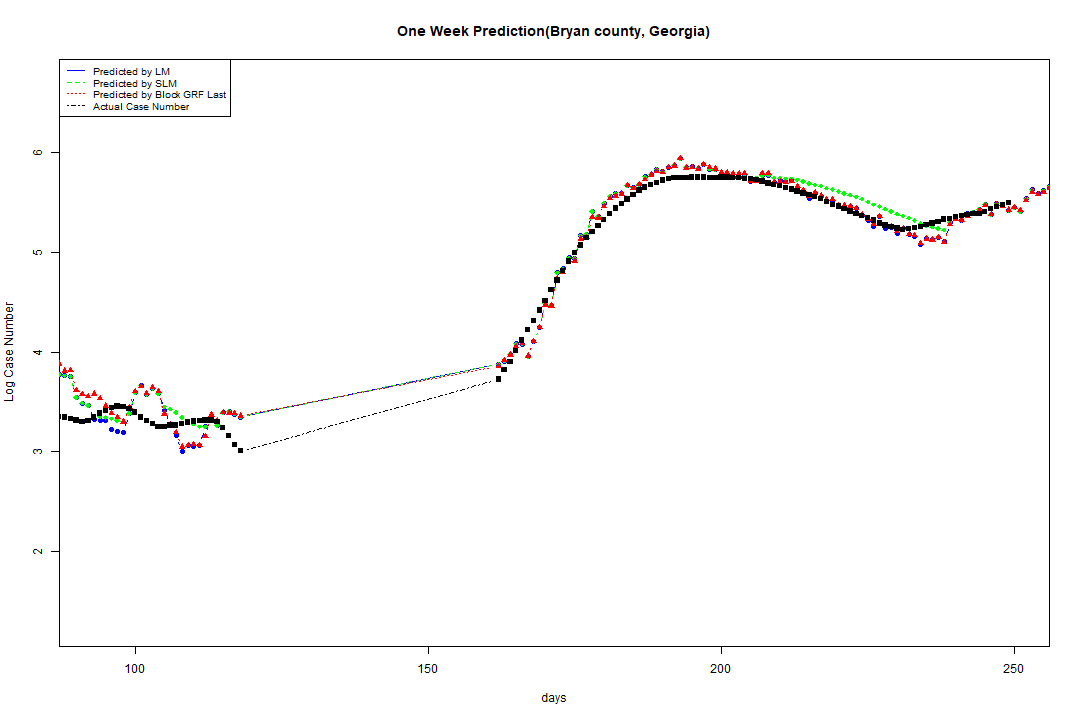 One Week Prediction(Bryan county, Georgia)
Predicted by LM
Predicted by SLM
Predicted by Block GRF Last
Actual Case Number
6
5
4
3
2
Log Case Number
100 150 200 250
days